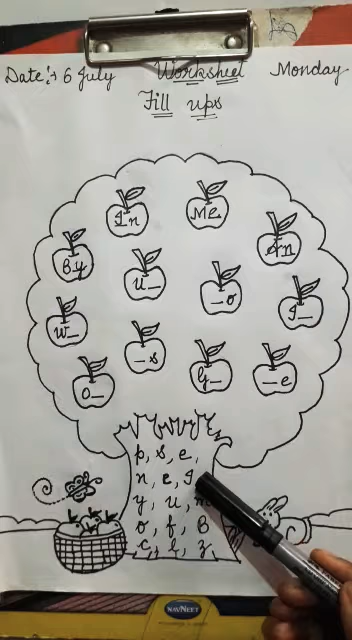 Date:- 6 July Worksheet Monday
Fill ups
In Me
By An
u_ _o
w_ I_
_s
o_ G_ _e
p, s, e,
n, e, I
y, u, m
o, f, B
NAVNEET